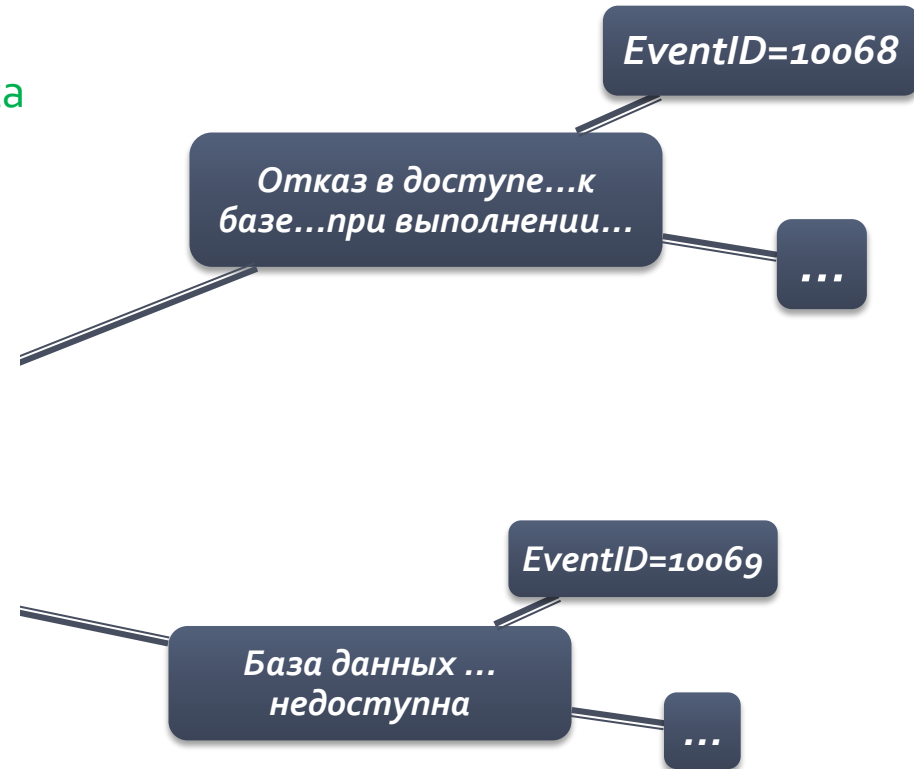 EventID=10068
Отказ в доступе...к
базе...при выполнении...
...
EventID=10069
База данных ...
недоступна
...